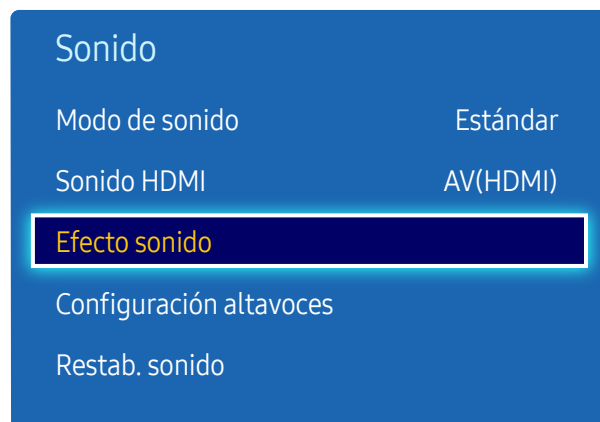 Sonido
Modo de sonido Estándar
Sonido HDMI AV(HDMI)
Efecto sonido
Configuración altavoces
Restab. sonido